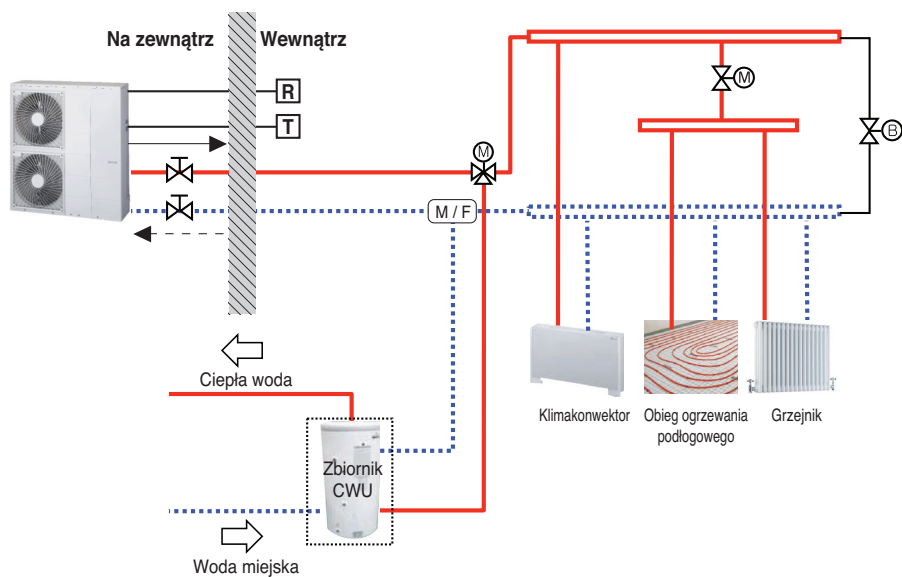 Na zewnątrz
Wewnątrz
R
T
M
M
B
M / F
Ciepła woda
Klimakonwektor
Obieg ogrzewania
podłogowego
Grzejnik
Zbiornik
CWU
Woda miejska